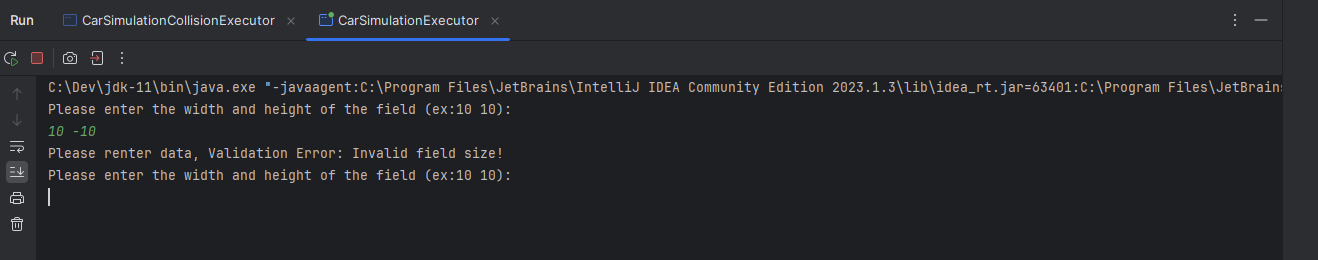 Run CarSimulationCollisionExecutor CarSimulationExecutor
C:\Dev\jdk-11\bin\java.exe "-javaagent:C:\Program Files\JetBrains\IntelliJ IDEA Community Edition 2023.1.3\lib\idea_rt.jar=63401:C:\Program Files\JetBrains
Please enter the width and height of the field (ex:10 10):
10 -10
Please renter data, Validation Error: Invalid field size!
Please enter the width and height of the field (ex:10 10):